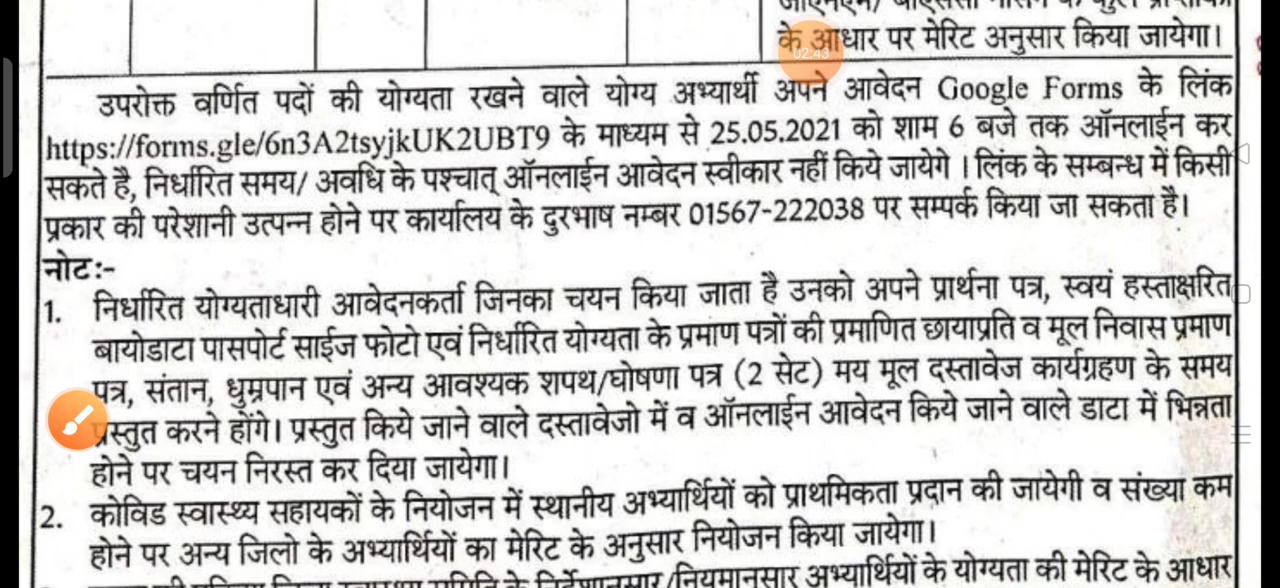 के आधार पर मेरिट अनुसार किया जायेगा।
02:43
उपरोक्त वर्णित पदों की योग्यता रखने वाले योग्य अभ्यार्थी अपने आवेदन Google Forms के लिंक
https://forms.gle/6n3A2tsyjkUK2UBT9 के माध्यम से 25.05.2021 को शाम 6 बजे तक ऑनलाईन कर
सकते है, निर्धारित समय/ अवधि के पश्चात् ऑनलाईन आवेदन स्वीकार नहीं किये जायेगे । लिंक के सम्बन्ध में किसी
प्रकार की परेशानी उत्पन्न होने पर कार्यालय के दुरभाष नम्बर 01567-222038 पर सम्पर्क किया जा सकता है।
नोटः-
1. निर्धारित योग्यताधारी आवेदनकर्ता जिनका चयन किया जाता है उनको अपने प्रार्थना पत्र, स्वयं हस्ताक्षरित
बायोडाटा पासपोर्ट साईज फोटो एवं निर्धारित योग्यता के प्रमाण पत्रों की प्रमाणित छायाप्रति व मूल निवास प्रमाण
पत्र, संतान, धुम्रपान एवं अन्य आवश्यक शपथ/घोषणा पत्र (2 सेट) मय मूल दस्तावेज कार्यग्रहण के समय
प्रस्तुत करने होंगे। प्रस्तुत किये जाने वाले दस्तावेजो में व ऑनलाईन आवेदन किये जाने वाले डाटा में भिन्नता
होने पर चयन निरस्त कर दिया जायेगा।
2. कोविड स्वास्थ्य सहायकों के नियोजन में स्थानीय अभ्यार्थियों को प्राथमिकता प्रदान की जायेगी व संख्या कम
होने पर अन्य जिलो के अभ्यार्थियों का मेरिट के अनुसार नियोजन किया जायेगा।
के निर्देशानुसार/नियमानुसार अभ्यार्थियों के योग्यता की मेरिट के आधार